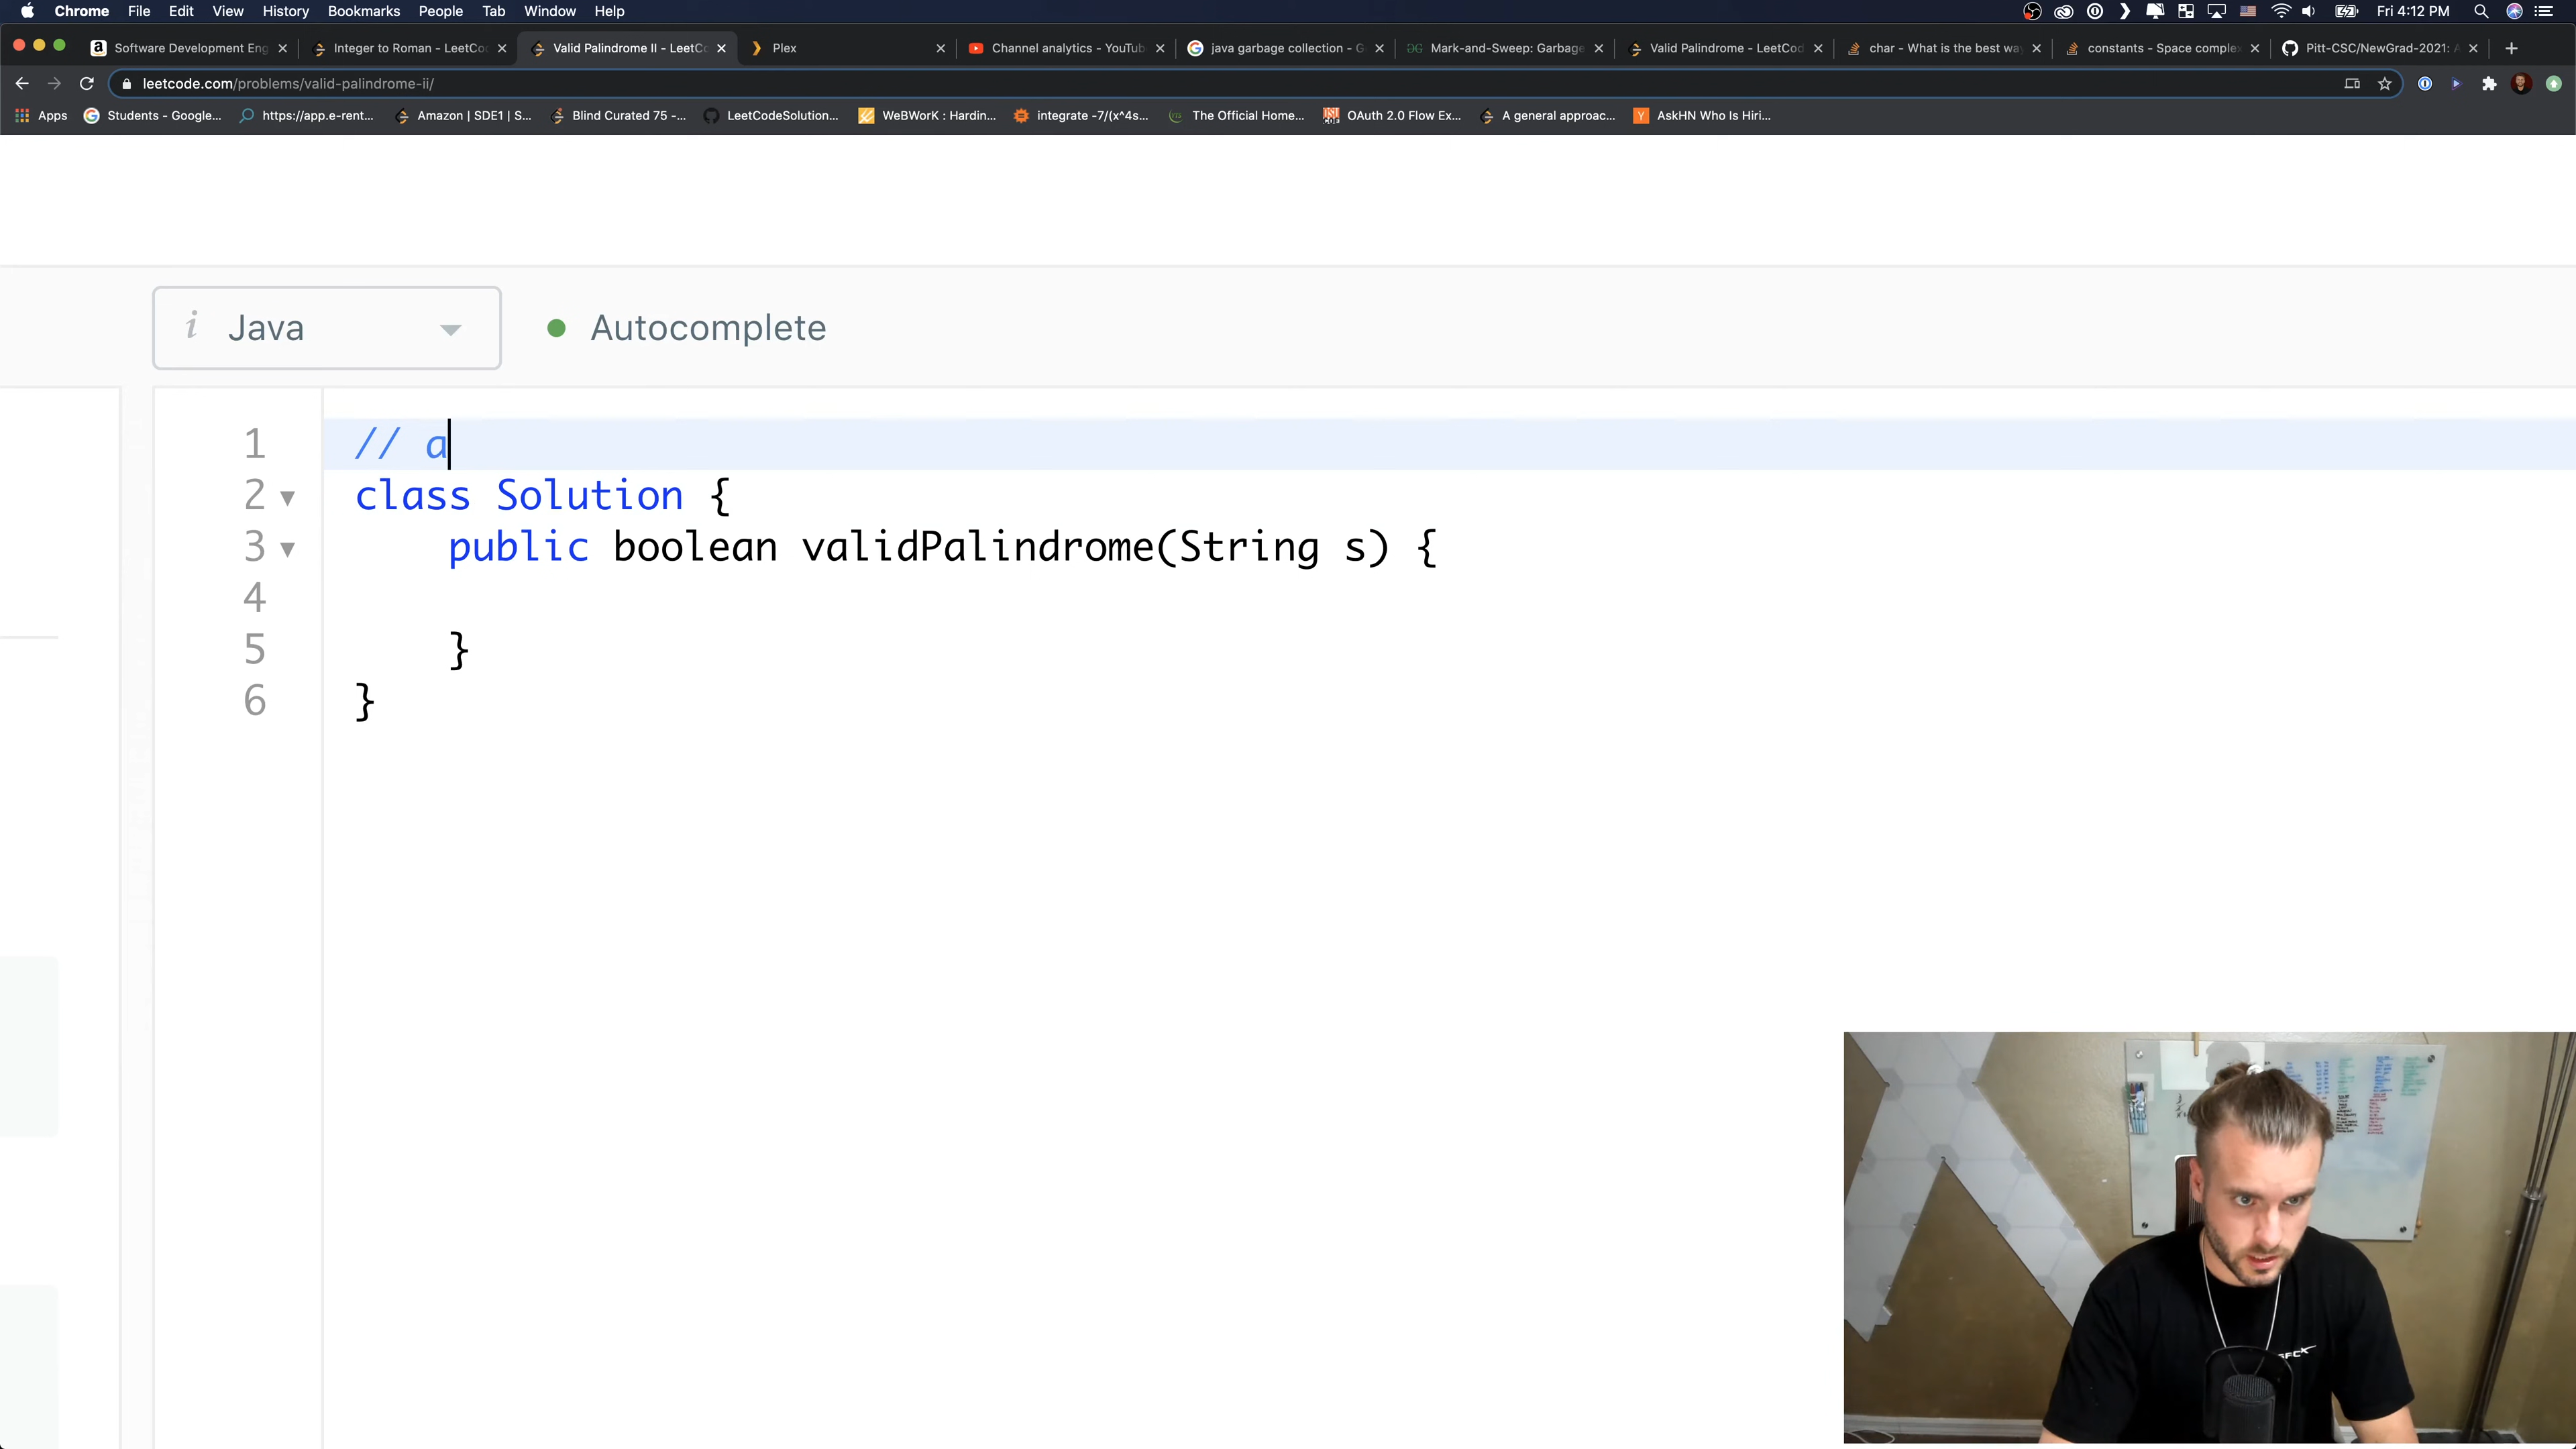 Chrome File Edit View History Bookmarks People Tab Window Help Fri 4:12 PM
Software Development Eng Integer to Roman - LeetCo Valid Palindrome II - LeetC Plex Channel analytics - YouTub java garbage collection - G Mark-and-Sweep: Garbage Valid Palindrome - LeetCod char - What is the best wa constants - Space comple Pitt-CSC/NewGrad-2021:
leetcode.com/problems/valid-palindrome-ii/
Apps Students - Google... https://app.e-rent... Amazon | SDE1 | S... Blind Curated 75 -... LeetCodeSolution... WeBWorK : Hardin... integrate -7/(x^4s... The Official Home... OAuth 2.0 Flow Ex... A general approac... AskHN Who Is Hiri...
i Java Autocomplete
1 // a
2 class Solution {
3 public boolean validPalindrome(String s) {
4
5 }
6 }